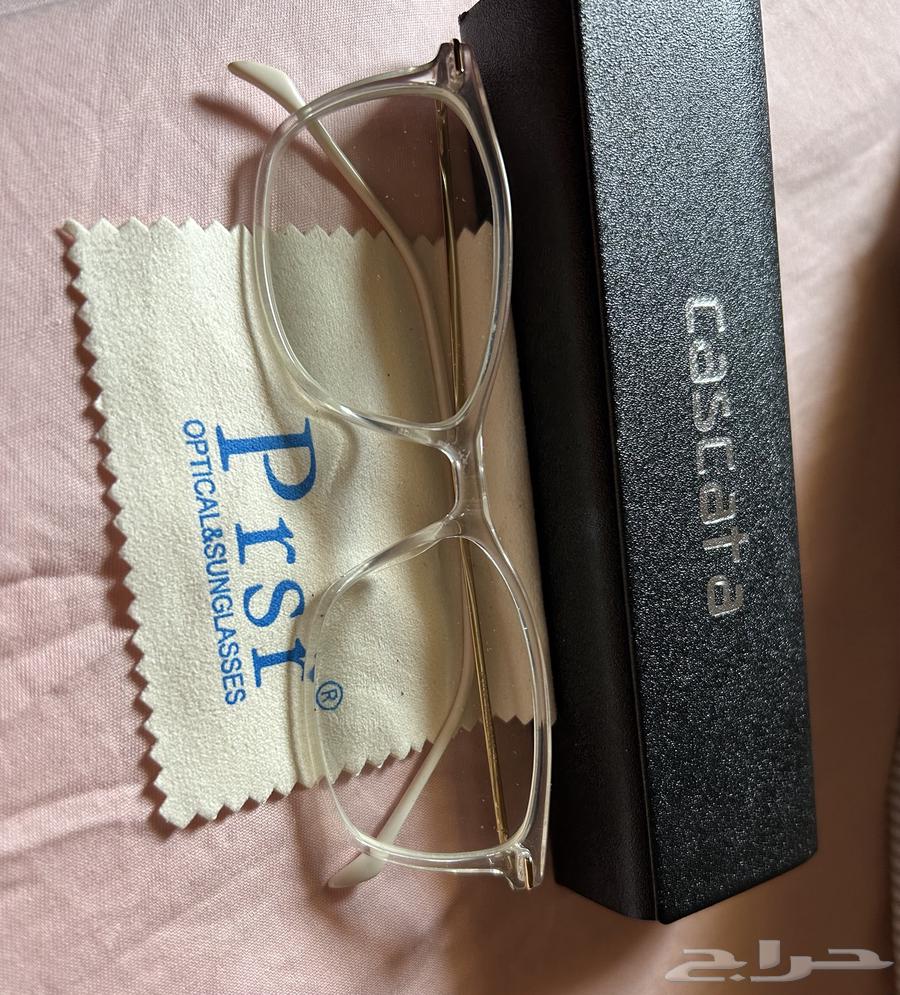 cascata
Prsr®
OPTICAL&SUNGLASSES
حراج